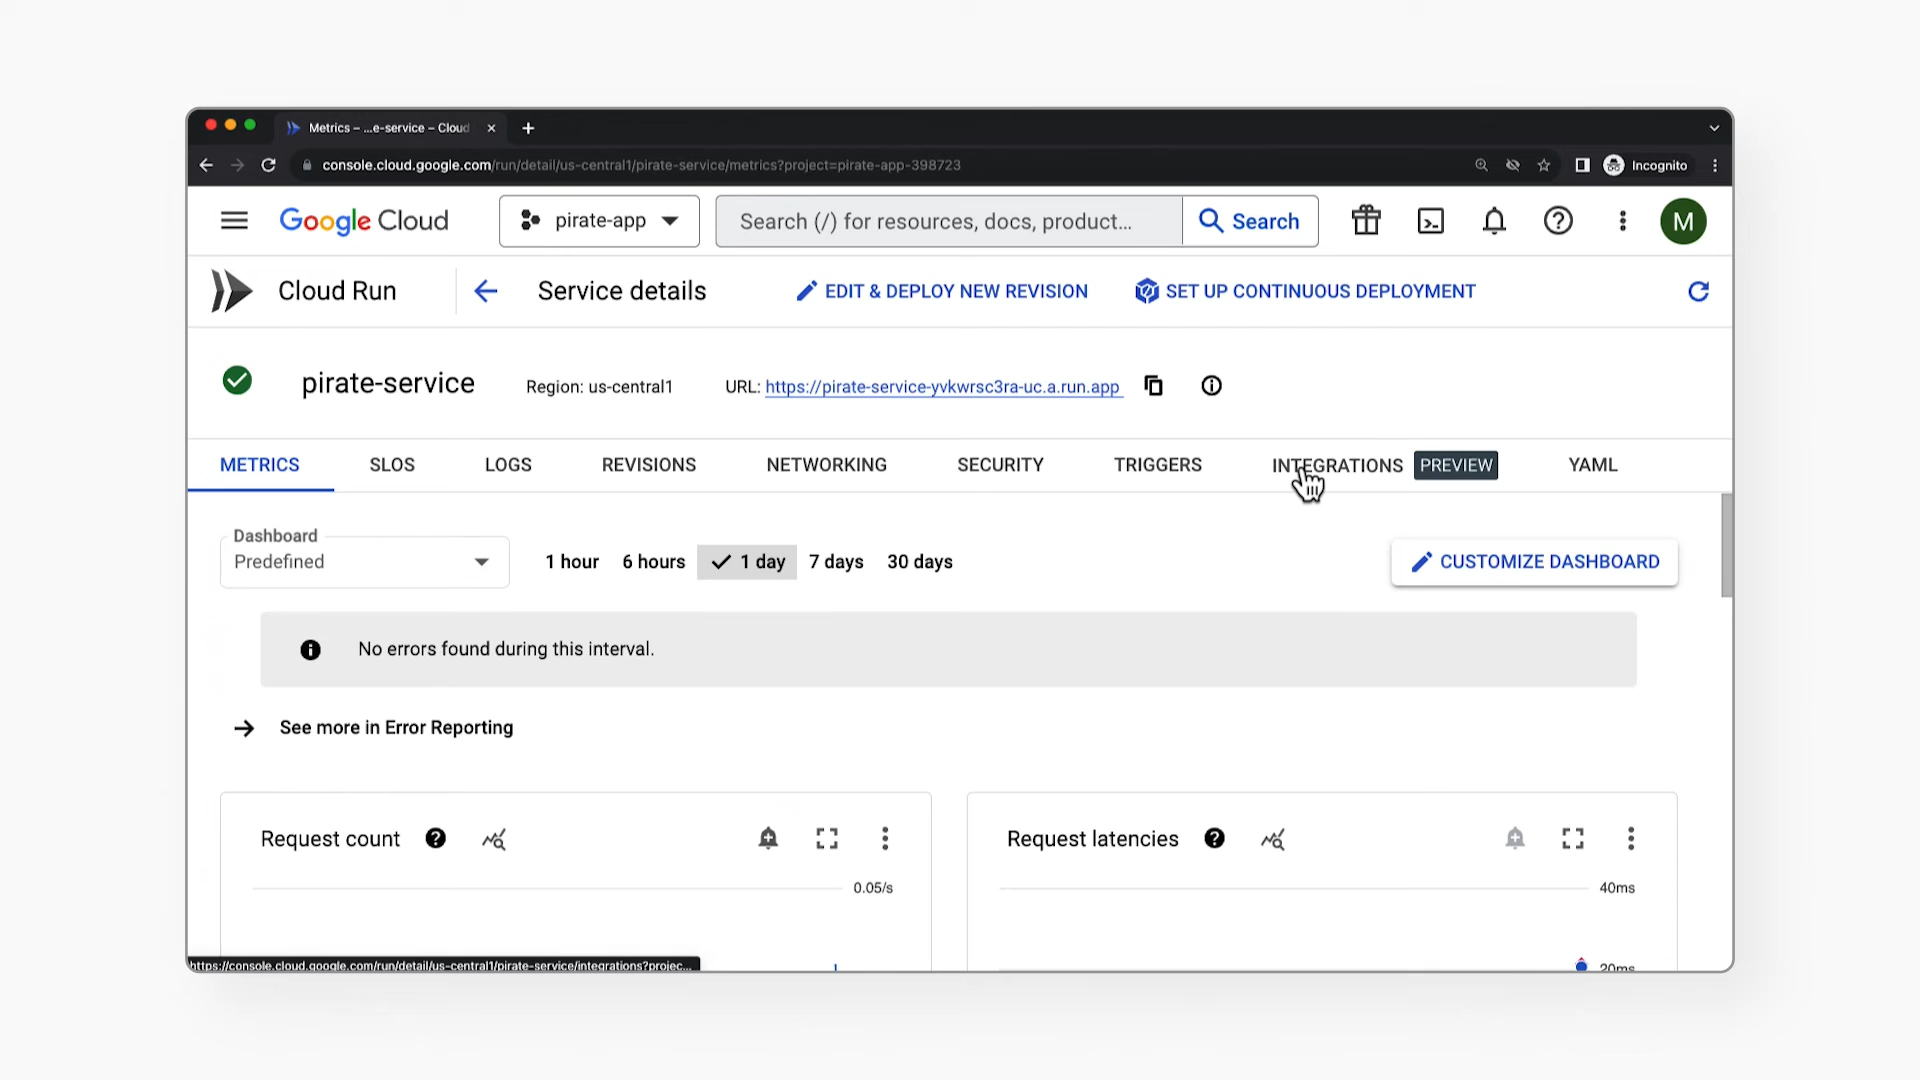 Metrics – ...e-service – Cloud
console.cloud.google.com/run/detail/us-central1/pirate-service/metrics?project=pirate-app-398723
Incognito
Google Cloud
pirate-app
Search (/) for resources, docs, product...
Search
M
Cloud Run
Service details
EDIT & DEPLOY NEW REVISION
SET UP CONTINUOUS DEPLOYMENT
pirate-service
Region: us-central1
URL: https://pirate-service-yvkwrsc3ra-uc.a.run.app
METRICS
SLOS
LOGS
REVISIONS
NETWORKING
SECURITY
TRIGGERS
INTEGRATIONS
PREVIEW
YAML
Dashboard
Predefined
1 hour
6 hours
1 day
7 days
30 days
CUSTOMIZE DASHBOARD
No errors found during this interval.
See more in Error Reporting
Request count
Request latencies
0.05/s
40ms
https://console.cloud.google.com/run/detail/us-central1/pirate-service/integrations?projec...
20ms